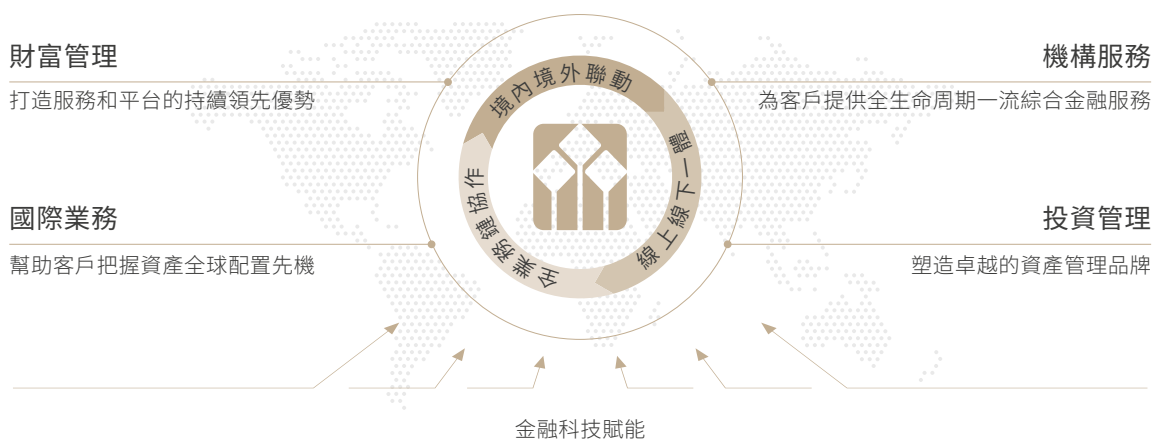 財富管理
打造服務和平台的持續領先優勢
機構服務
為客戶提供全生命周期一流綜合金融服務
境內境外聯動
線上線下一體
全業務鏈協作
國際業務
幫助客戶把握資產全球配置先機
投資管理
塑造卓越的資產管理品牌
金融科技賦能